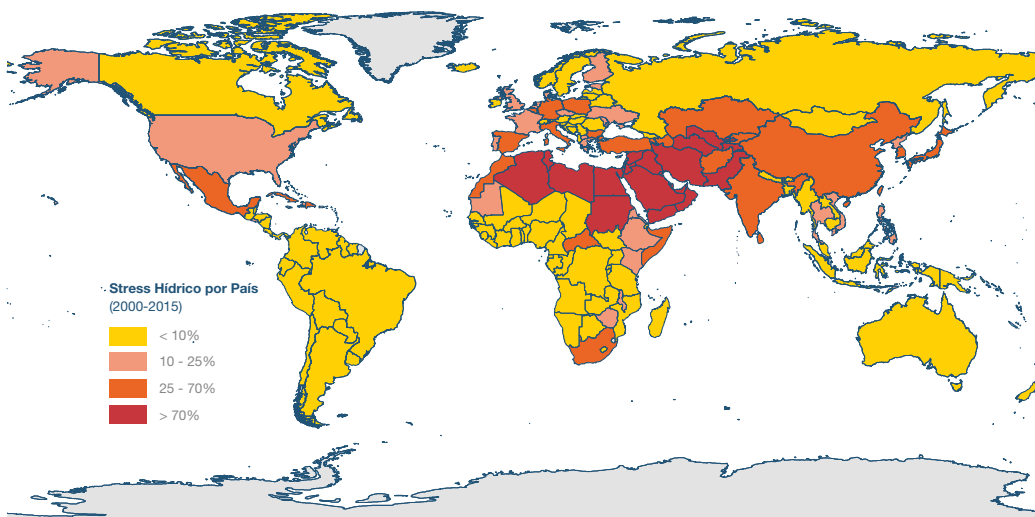 Stress Hídrico por País
(2000-2015)
< 10%
10 - 25%
25 - 70%
> 70%